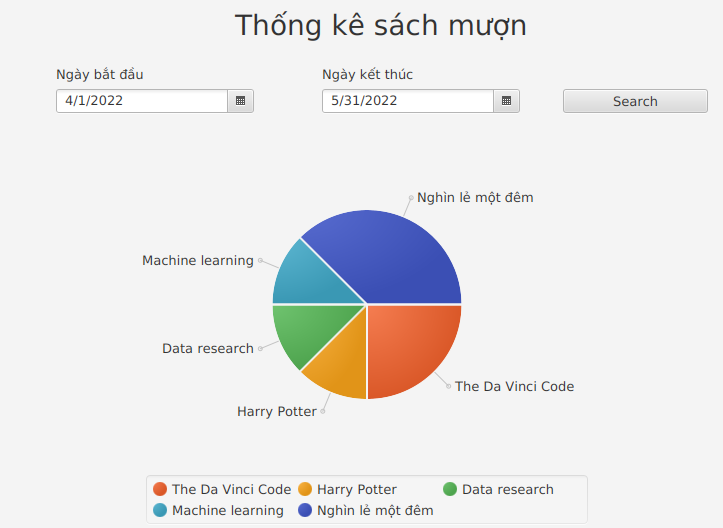 Thống kê sách mượn
Ngày bắt đầu
Ngày kết thúc
4/1/2022
5/31/2022
Search
Nghìn lẻ một đêm
Machine learning
Data research
The Da Vinci Code
Harry Potter
The Da Vinci Code
Harry Potter
Data research
Machine learning
Nghìn lẻ một đêm